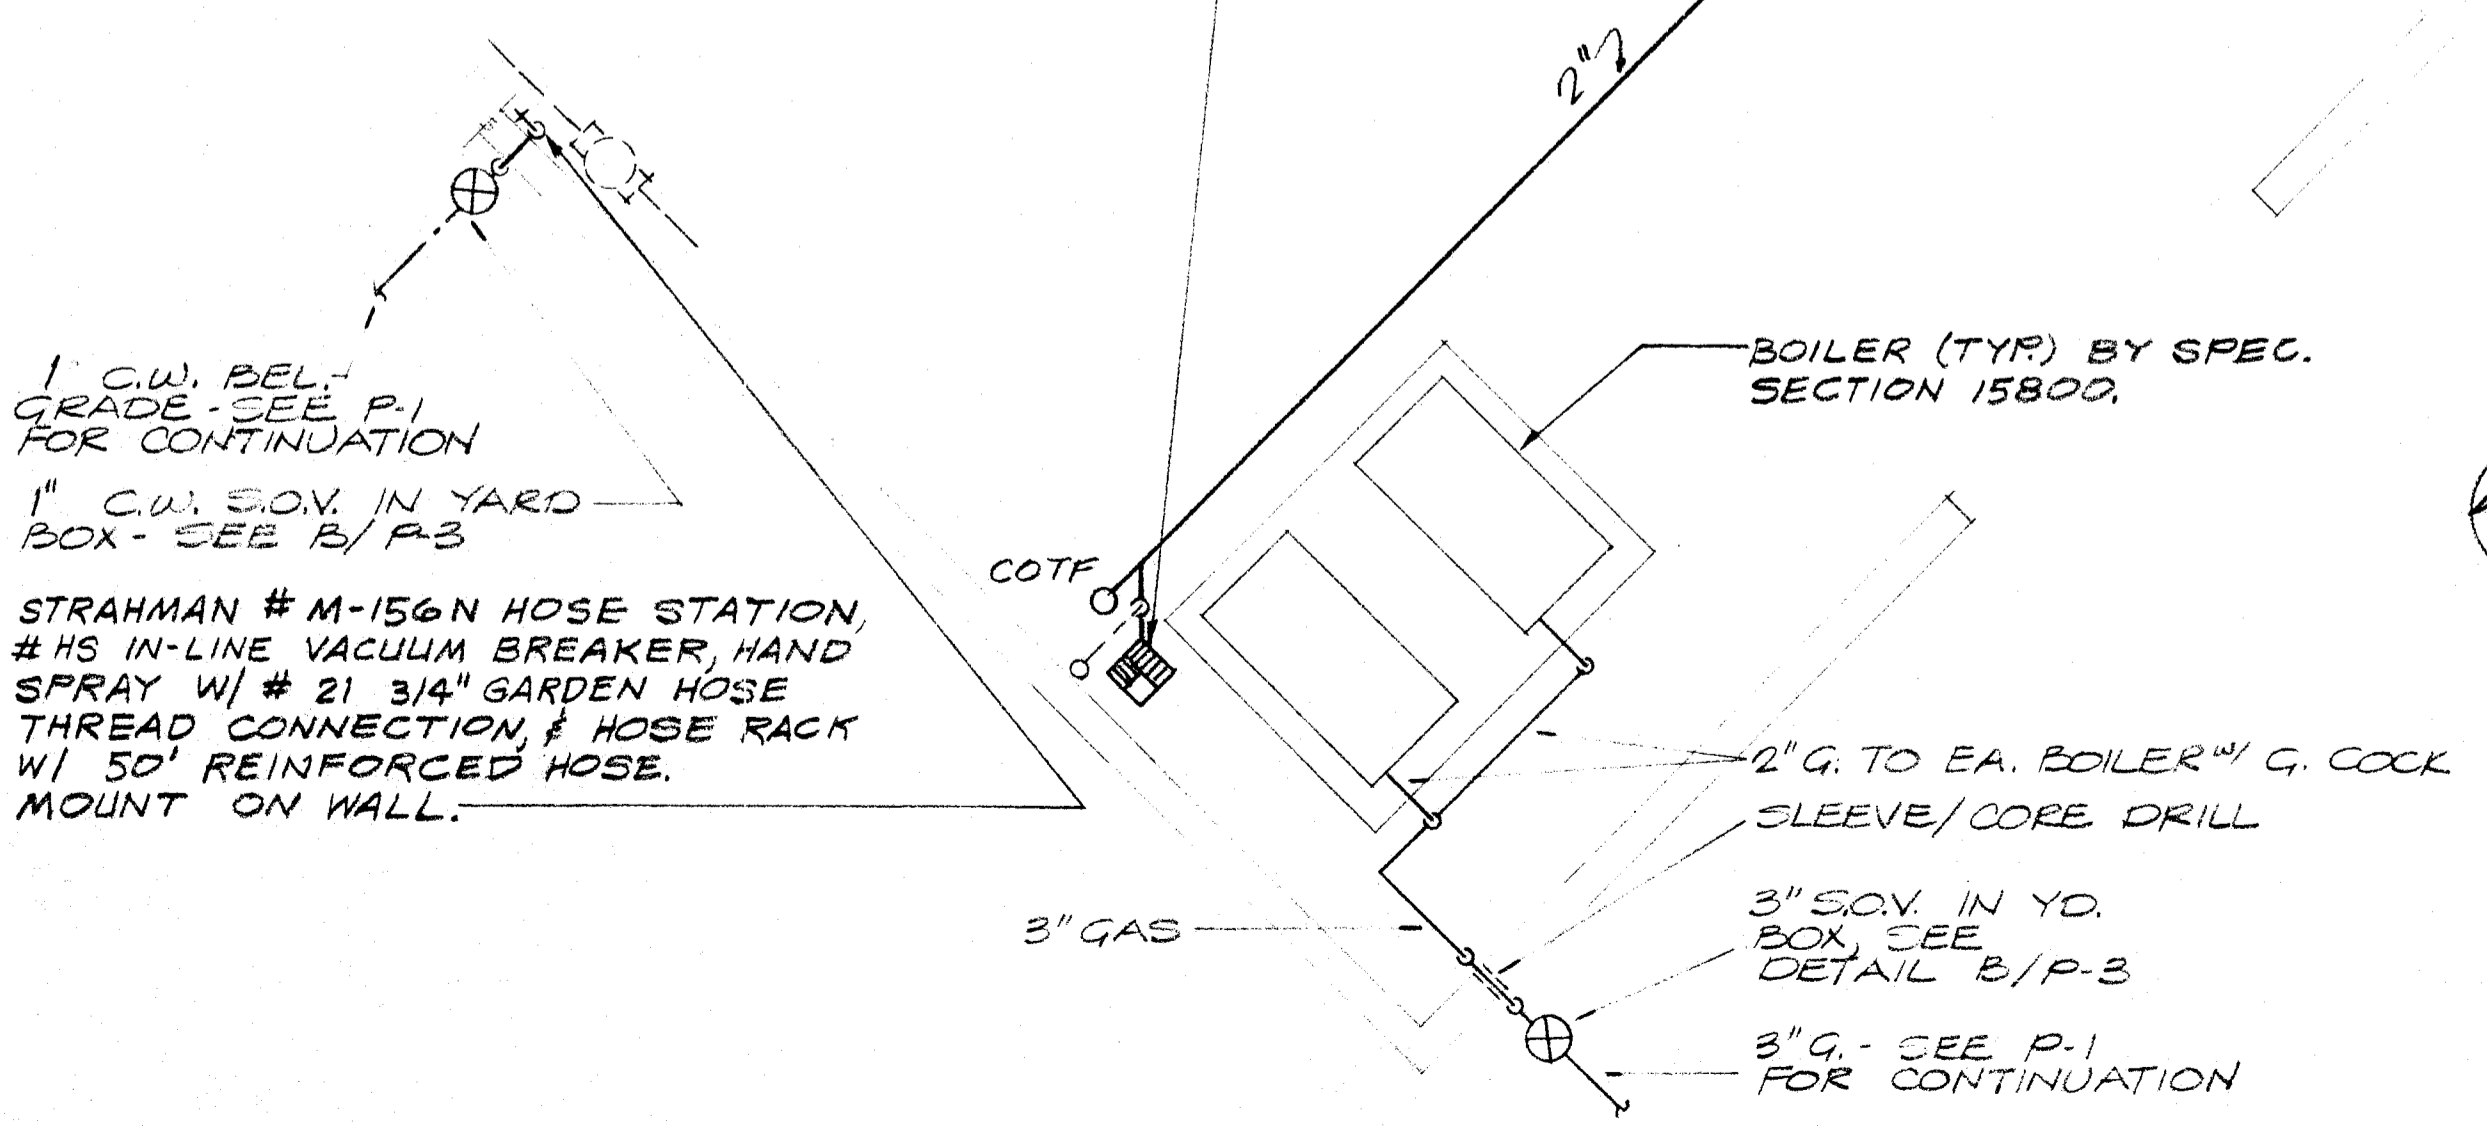 2"
1" C.W. BEL.
GRADE - SEE P-1
FOR CONTINUATION
1" C.W. S.O.V. IN YARD
BOX - SEE B/P-3
STRAHMAN # M-156N HOSE STATION,
# HS IN-LINE VACUUM BREAKER, HAND
SPRAY W/ # 21 3/4" GARDEN HOSE
THREAD CONNECTION, & HOSE RACK
W/ 50' REINFORCED HOSE.
MOUNT ON WALL.
COTF
3" GAS
BOILER (TYP.) BY SPEC.
SECTION 15800.
2" G. TO EA. BOILER W/ G. COCK
SLEEVE/CORE DRILL
3" S.O.V. IN YD.
BOX, SEE
DETAIL B/P-3
3" G. - SEE P-1
FOR CONTINUATION